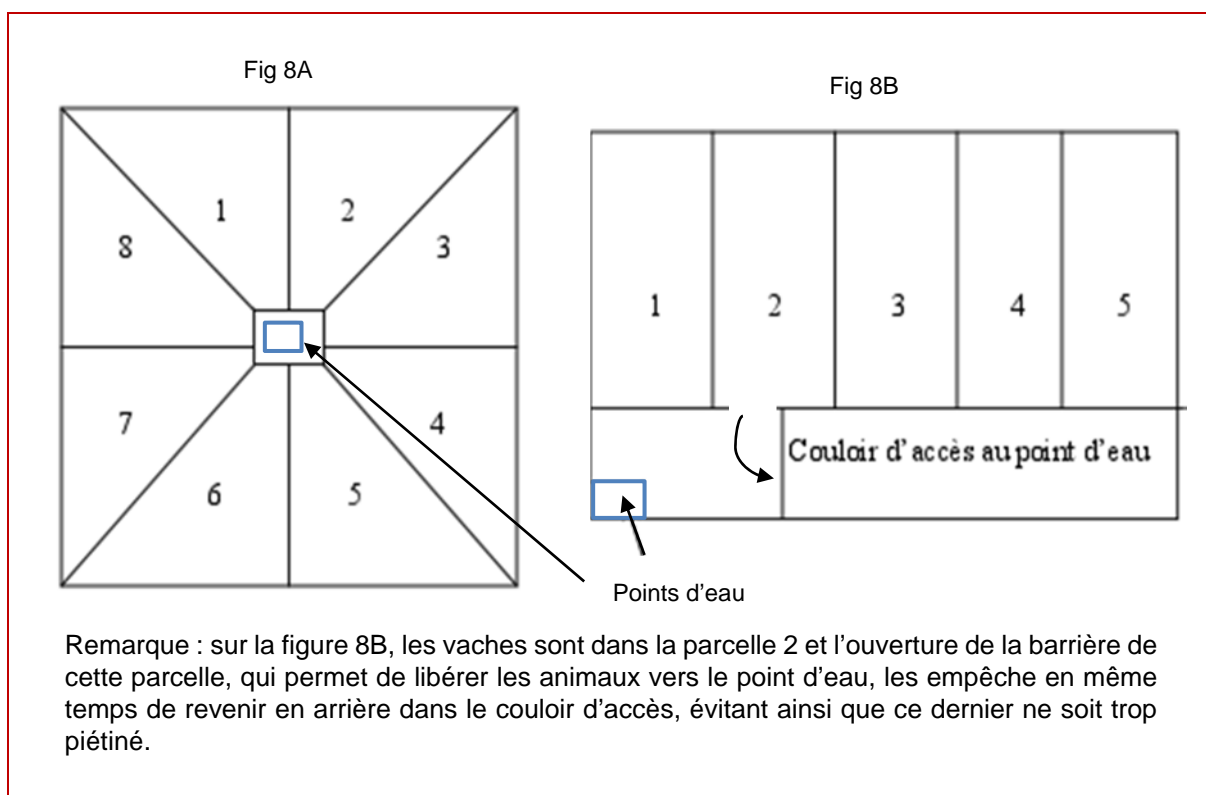 Fig 8A
Fig 8B
1
2
3
4
5
6
7
8
1
2
3
4
5
Couloir d'accès au point d'eau
Points d'eau
Remarque : sur la figure 8B, les vaches sont dans la parcelle 2 et l'ouverture de la barrière de
cette parcelle, qui permet de libérer les animaux vers le point d'eau, les empêche en même
temps de revenir en arrière dans le couloir d'accès, évitant ainsi que ce dernier ne soit trop
piétiné.